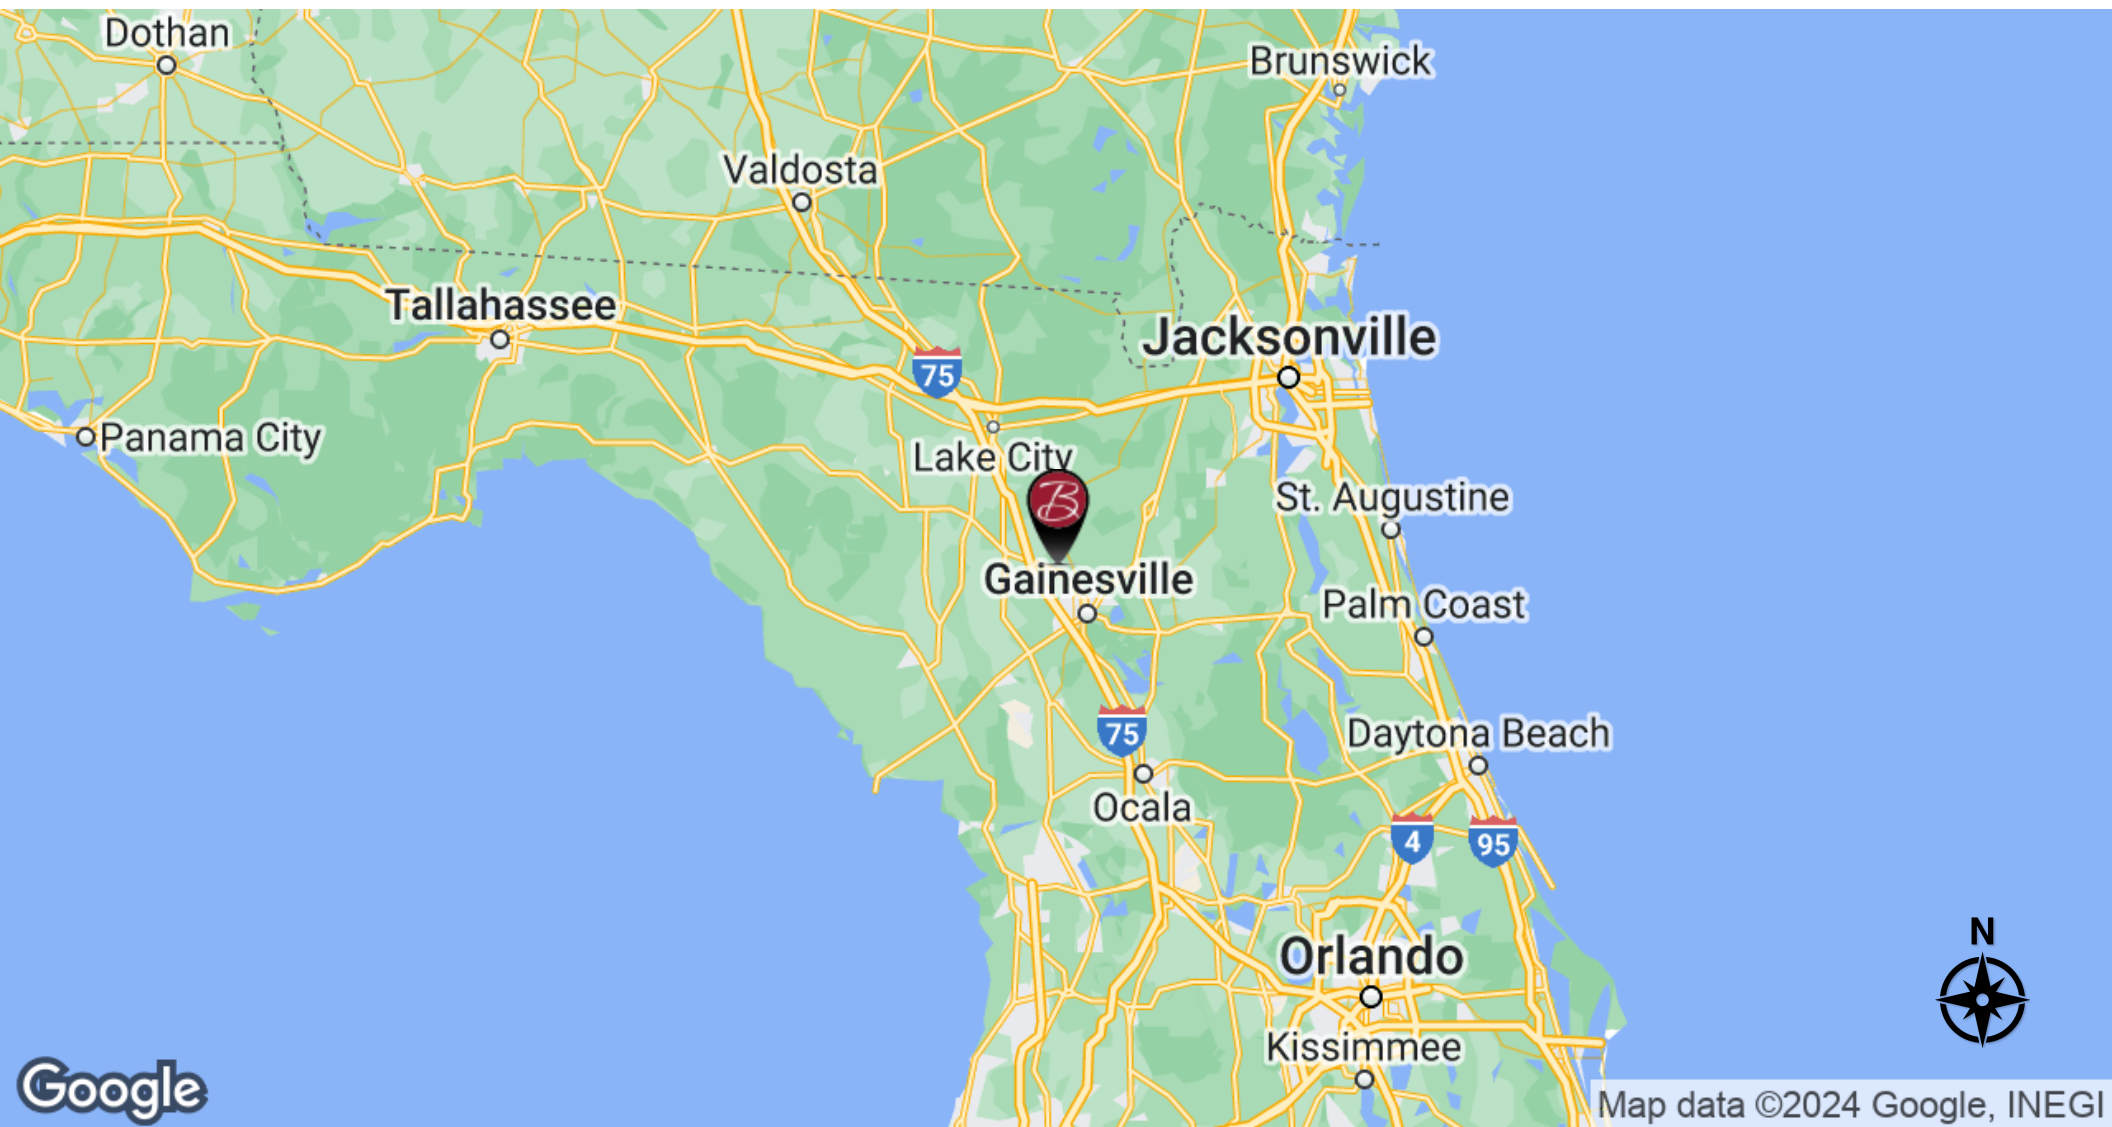 Dothan
Brunswick
Valdosta
Tallahassee
Jacksonville
75
Panama City
Lake City
B
St. Augustine
Gainesville
Palm Coast
75
Daytona Beach
Ocala
4
95
N
Orlando
Kissimmee
Google
Map data ©2024 Google, INEGI